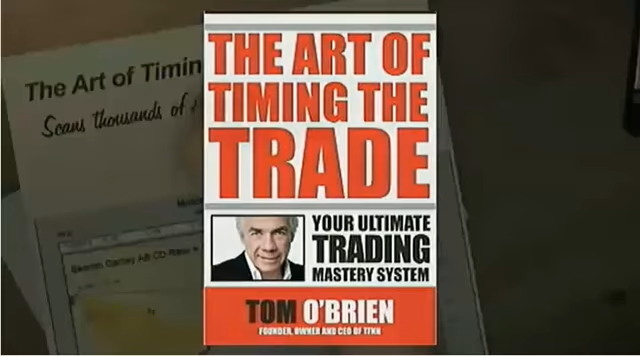 The Art of Timin
Scans thousands of
THE ART OF
TIMING THE
TRADE
YOUR ULTIMATE
TRADING
MASTERY SYSTEM
TOM O'BRIEN
FOUNDER, OWNER AND CEO OF TFNN